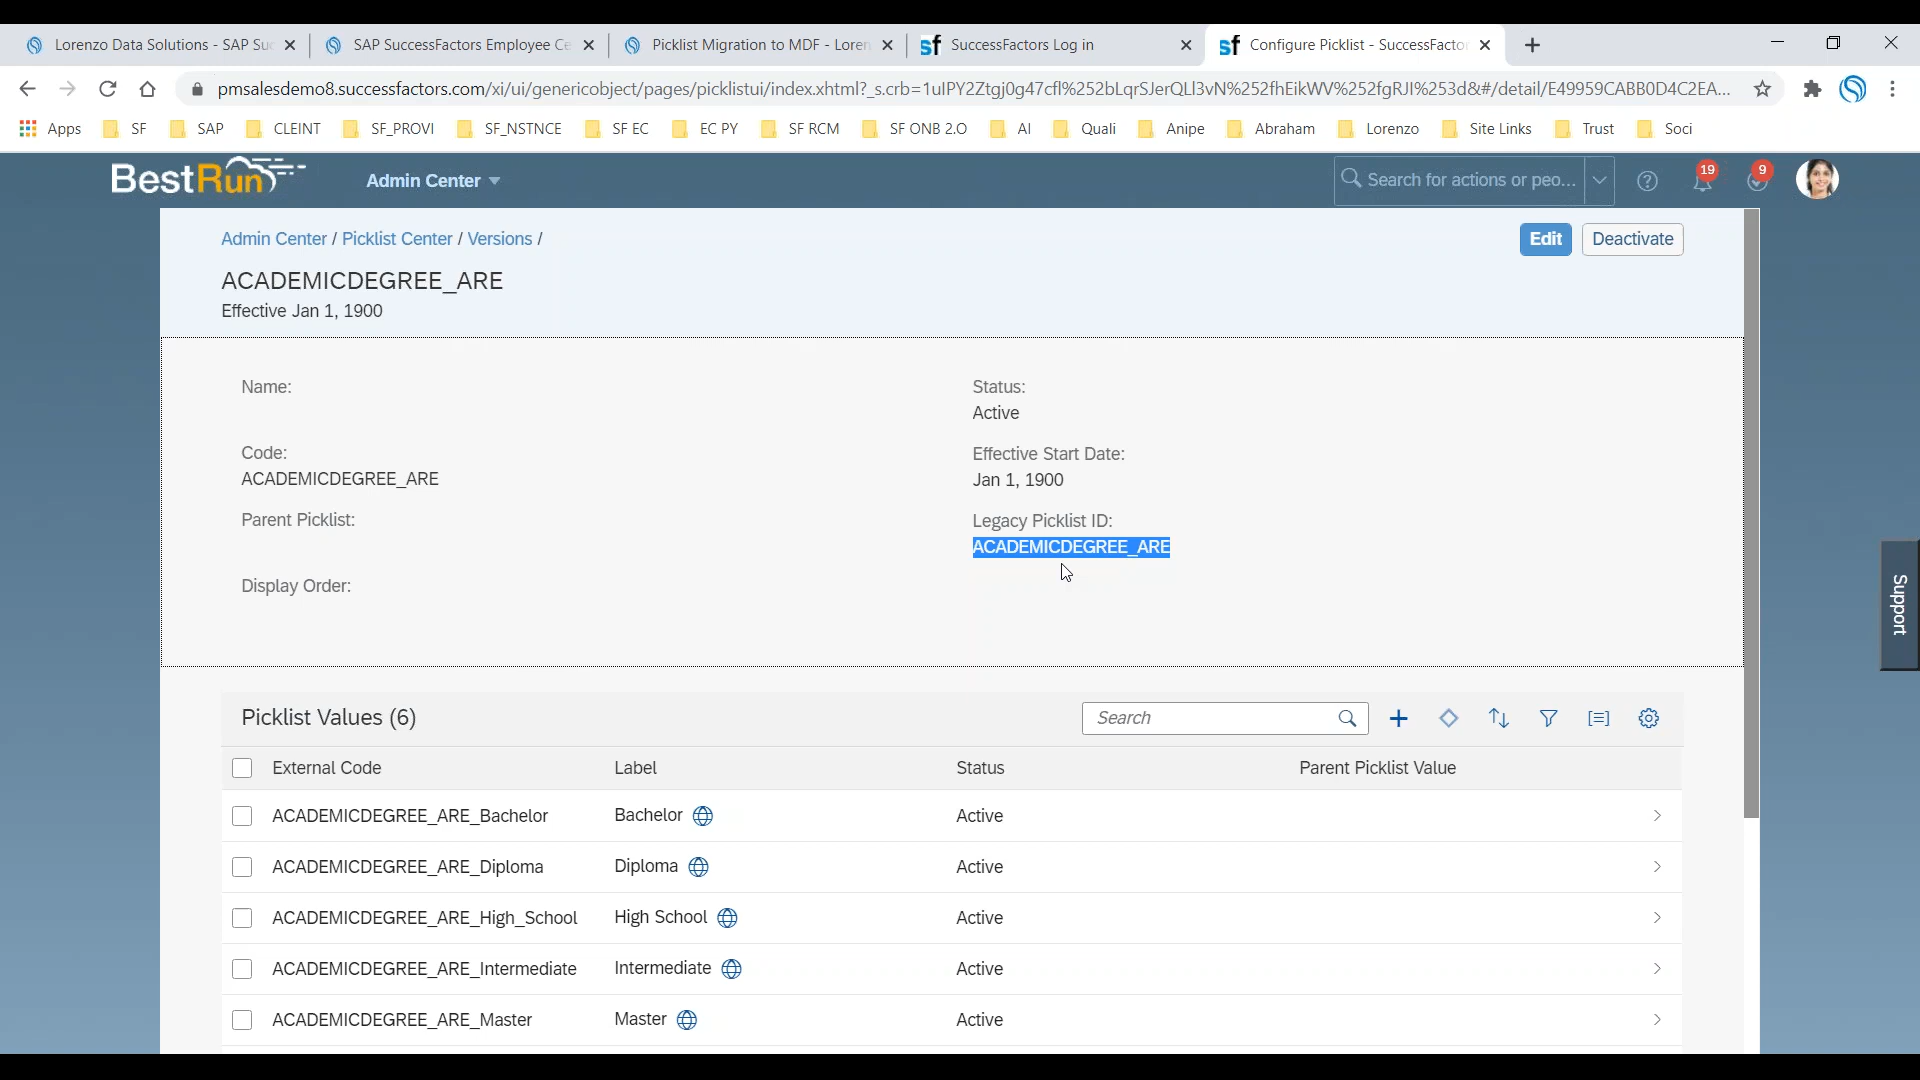 Lorenzo Data Solutions - SAP Su
SAP SuccessFactors Employee Ce
Picklist Migration to MDF - Loren
SuccessFactors Log in
Configure Picklist - SuccessFacto
pmsalesdemo8.successfactors.com/xi/ui/genericobject/pages/picklistui/index.xhtml?_s.crb=1uIPY2Ztgj0g47cfl%252bLqrSJerQLl3vN%252fhEikWV%252fgRJI%253d&#/detail/E49959CABB0D4C2EA...
Apps SF SAP CLEINT SF_PROVI SF_NSTNCE SF EC EC PY SF RCM SF ONB 2.O AI Quali Anipe Abraham Lorenzo Site Links Trust Soci
BestRun Admin Center Search for actions or peo... 19 9
Admin Center / Picklist Center / Versions /
Edit Deactivate
ACADEMICDEGREE_ARE
Effective Jan 1, 1900
Name:
Status:
Active
Code:
ACADEMICDEGREE_ARE
Effective Start Date:
Jan 1, 1900
Parent Picklist:
Legacy Picklist ID:
ACADEMICDEGREE_ARE
Display Order:
Support
Picklist Values (6) Search
External Code Label Status Parent Picklist Value
ACADEMICDEGREE_ARE_Bachelor Bachelor Active
ACADEMICDEGREE_ARE_Diploma Diploma Active
ACADEMICDEGREE_ARE_High_School High School Active
ACADEMICDEGREE_ARE_Intermediate Intermediate Active
ACADEMICDEGREE_ARE_Master Master Active